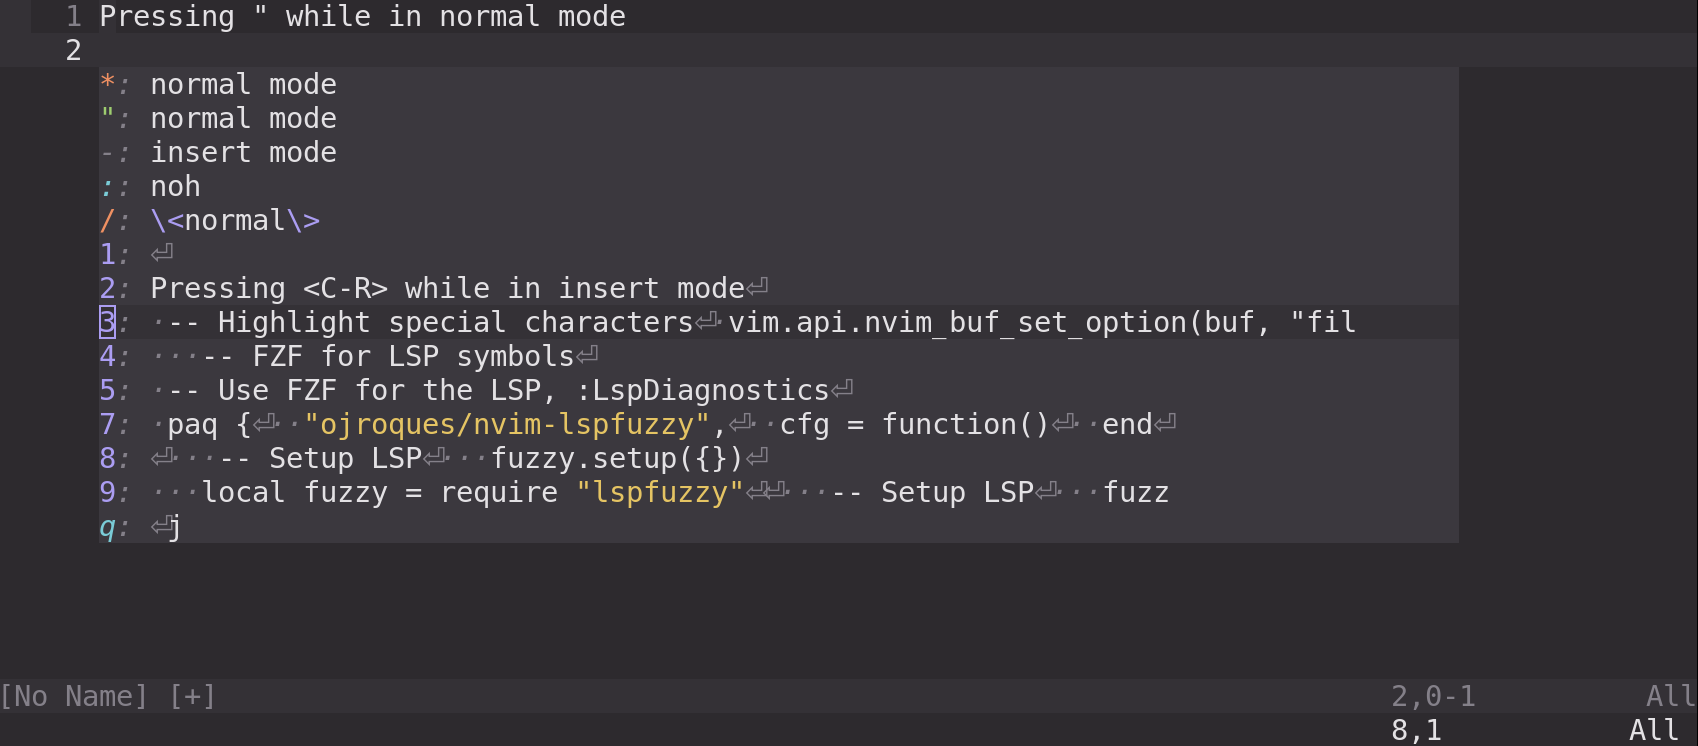 1 Pressing " while in normal mode
2
*: normal mode
": normal mode
-: insert mode
:: noh
/: \<normal\>
1: ⏎
2: Pressing <C-R> while in insert mode⏎
3: ·-- Highlight special characters⏎·vim.api.nvim_buf_set_option(buf, "fil
4: ···-- FZF for LSP symbols⏎
5: ·-- Use FZF for the LSP, :LspDiagnostics⏎
7: ·paq {⏎··"ojroques/nvim-lspfuzzy",⏎··cfg = function()⏎··end⏎
8: ⏎···-- Setup LSP⏎···fuzzy.setup({})⏎
9: ···local fuzzy = require "lspfuzzy"⏎⏎···-- Setup LSP⏎···fuzz
q: ⏎j
[No Name] [+] 2,0-1 All
8,1 All